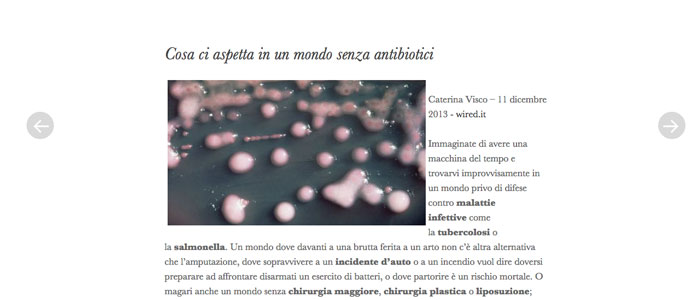 Cosa ci aspetta in un mondo senza antibiotici
Caterina Visco – 11 dicembre
2013 - wired.it
Immaginate di avere una
macchina del tempo e
trovarvi improvvisamente in
un mondo privo di difese
contro malattie
infettive come
la tubercolosi o
la salmonella. Un mondo dove davanti a una brutta ferita a un arto non c'è altra alternativa
che l'amputazione, dove sopravvivere a un incidente d'auto o a un incendio vuol dire doversi
preparare ad affrontare disarmati un esercito di batteri, o dove partorire è un rischio mortale. O
magari anche un mondo senza chirurgia maggiore, chirurgia plastica o liposuzione;